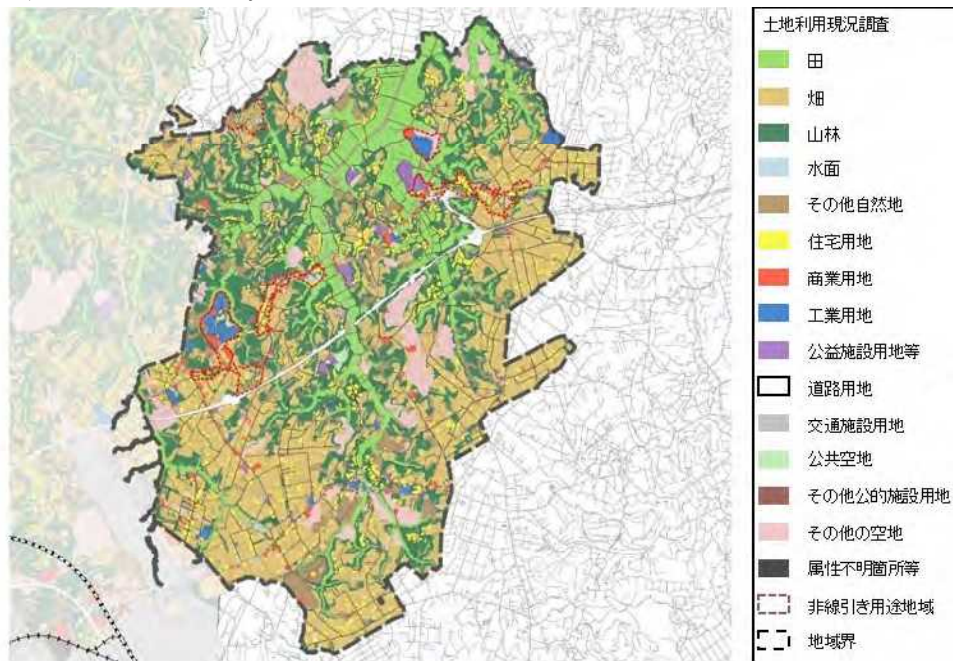 土地利用現況調査
田
畑
山林
水面
その他自然地
住宅用地
商業用地
工業用地
公益施設用地等
道路用地
交通施設用地
公共空地
その他公的施設用地
その他の空地
属性不明箇所等
非線引き用途地域
地域界